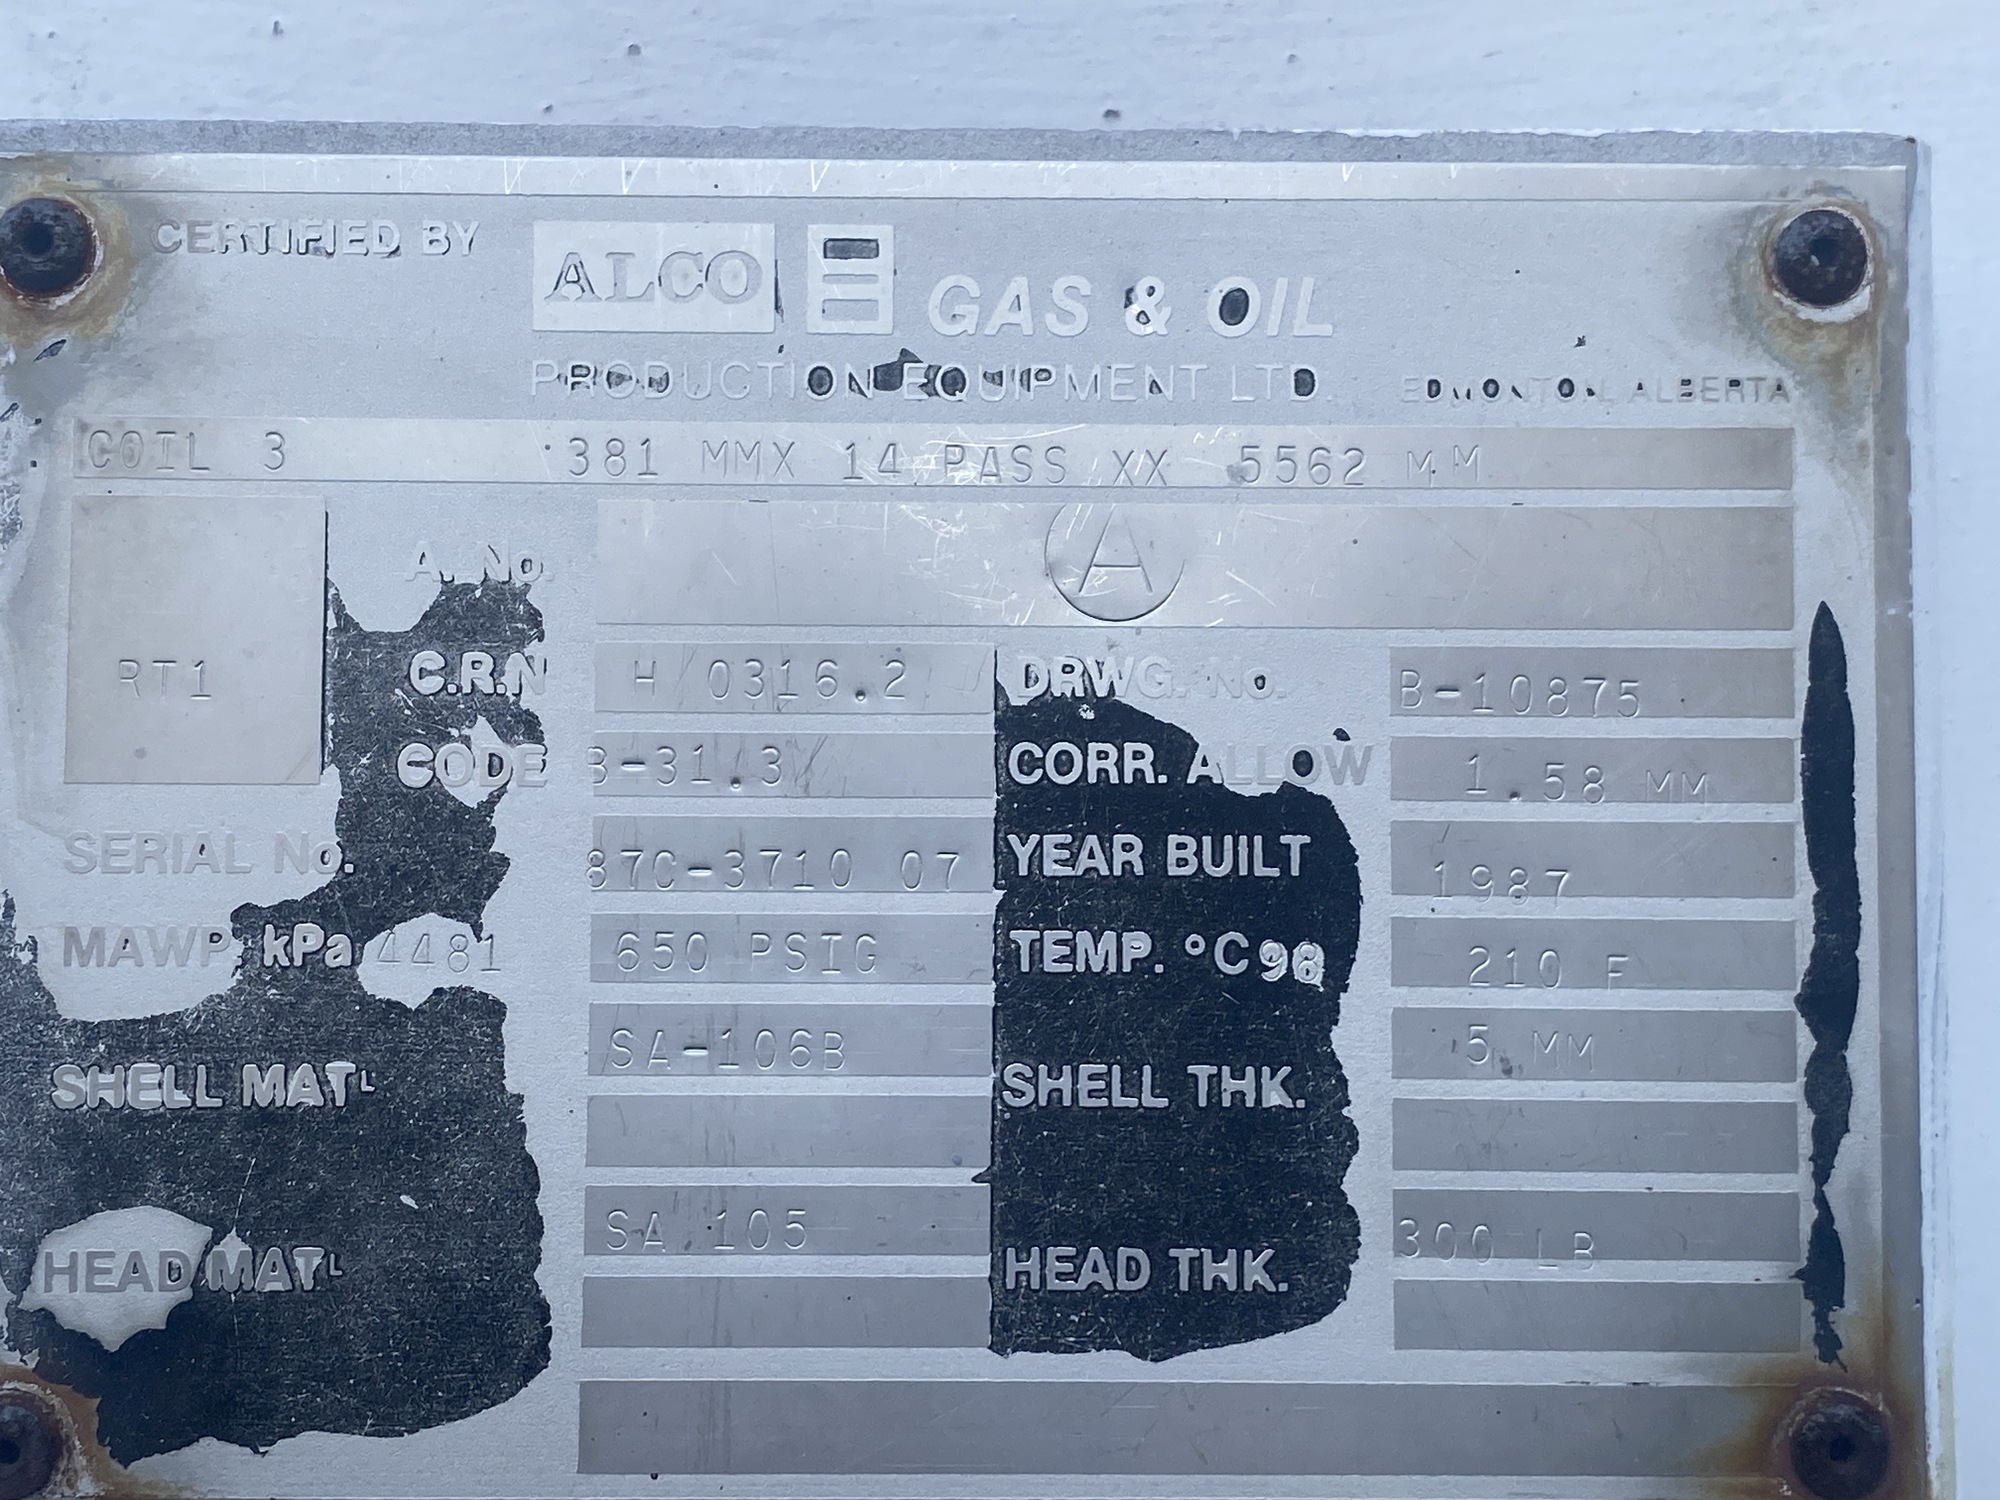 CERTIFIED BY ALCO GAS & OIL
PRODUCTION EQUIPMENT LTD. EDMONTON, ALBERTA
COIL 3 381 MMX 14 PASS XX 5562 MM
A. No. A
RT1 C.R.N H 0316.2 DRWG. No. B-10875
CODE B-31.3 CORR. ALLOW 1.58 MM
SERIAL No. 87C-3710 07 YEAR BUILT 1987
MAWP kPa 4481 650 PSIG TEMP. °C 98 210 F
SHELL MATL SA-106B SHELL THK. 5 MM
HEAD MATL SA 105 HEAD THK. 300 LB